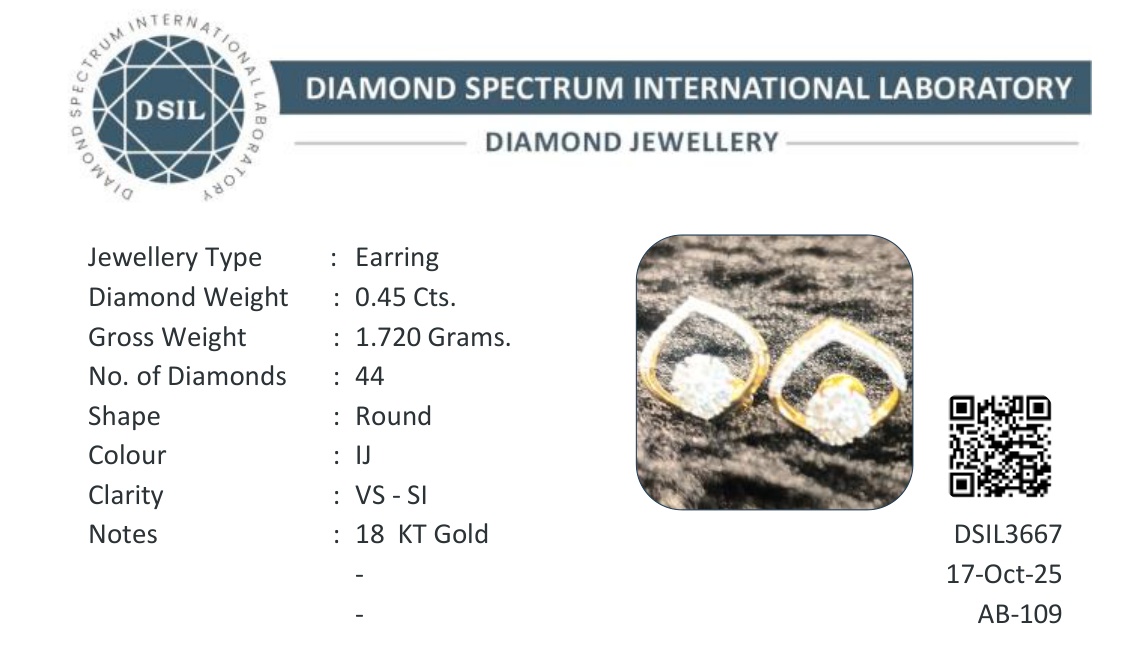 DIAMOND SPECTRUM INTERNATIONAL LABORATORY
DSIL
DIAMOND SPECTRUM INTERNATIONAL LABORATORY
DIAMOND JEWELLERY
Jewellery Type : Earring
Diamond Weight : 0.45 Cts.
Gross Weight : 1.720 Grams.
No. of Diamonds : 44
Shape : Round
Colour : IJ
Clarity : VS - SI
Notes : 18 KT Gold
-
-
DSIL3667
17-Oct-25
AB-109